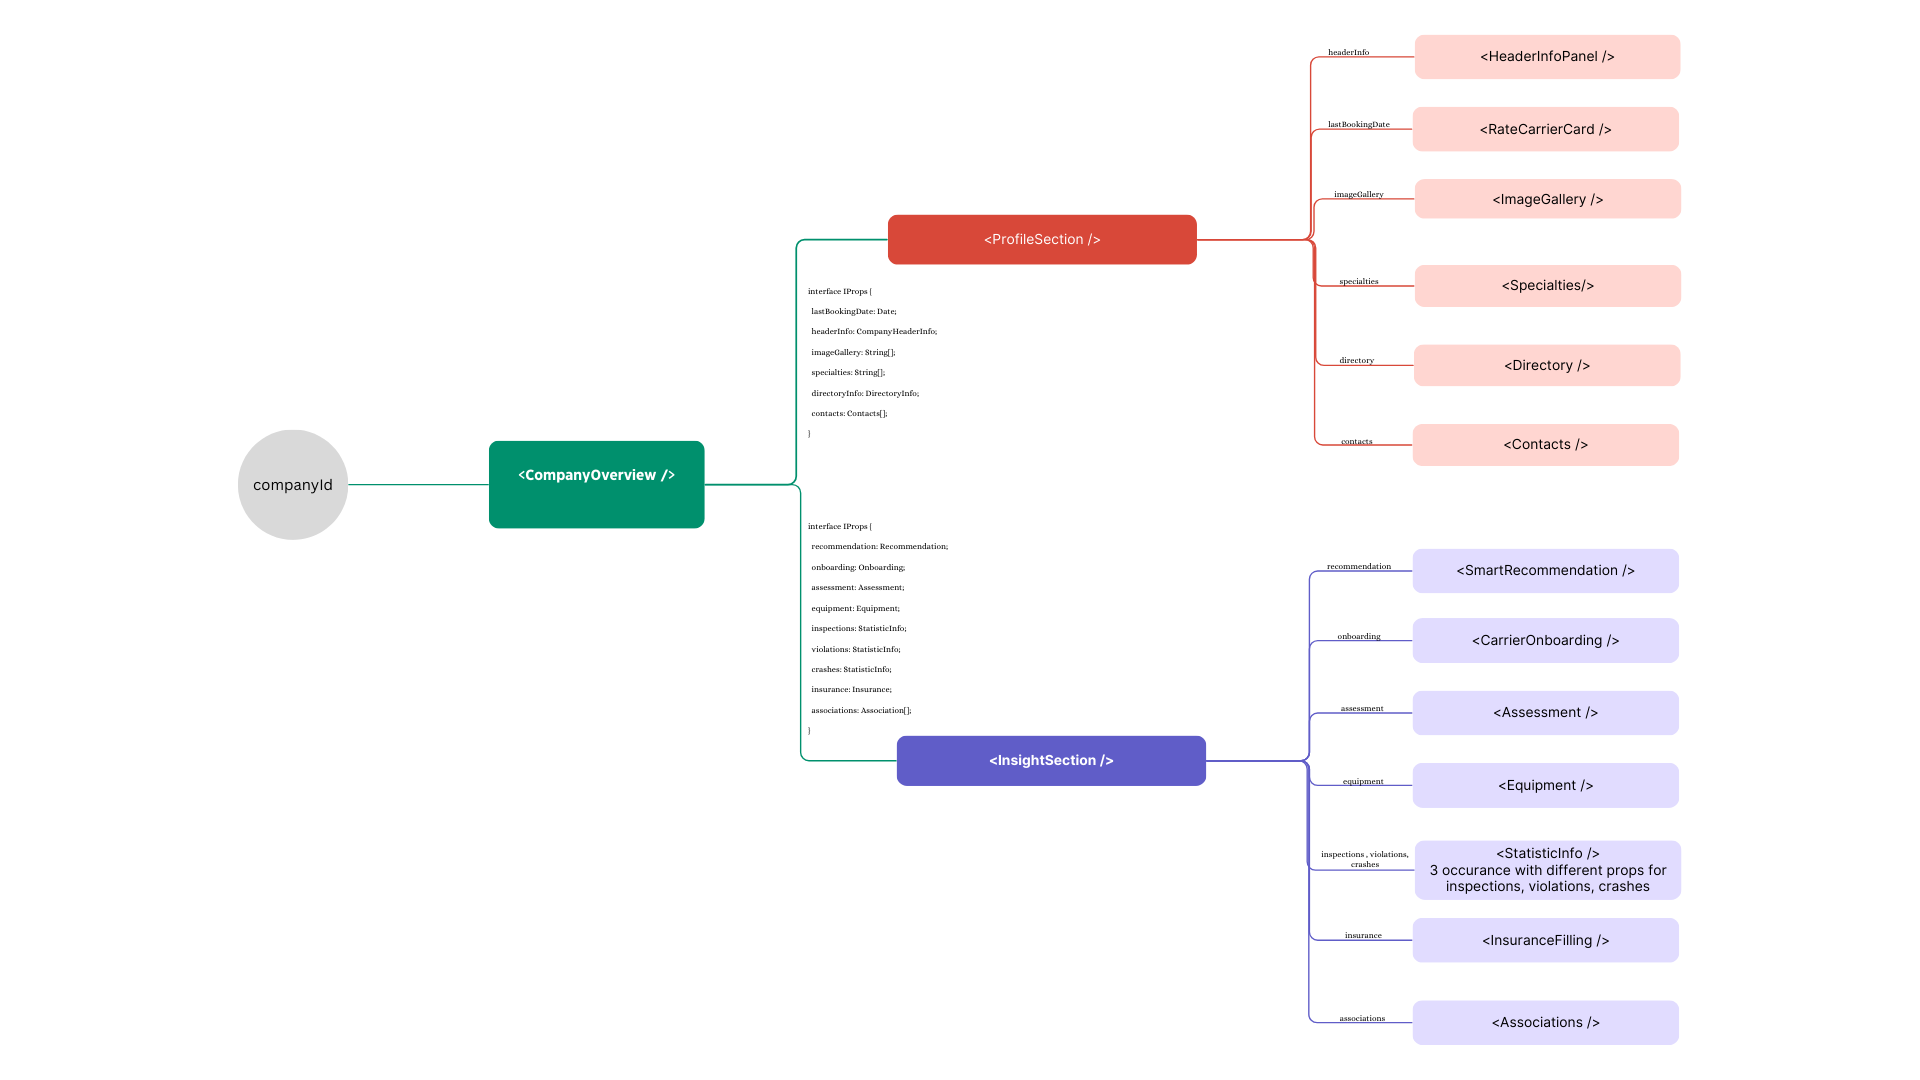 companyId
<CompanyOverview />
<ProfileSection />
interface IProps {
lastBookingDate: Date;
headerInfo: CompanyHeaderInfo;
imageGallery: String[];
specialties: String[];
directoryInfo: DirectoryInfo;
contacts: Contacts[];
}
headerInfo
<HeaderInfoPanel />
lastBookingDate
<RateCarrierCard />
imageGallery
<ImageGallery />
specialties
<Specialties/>
directory
<Directory />
contacts
<Contacts />
interface IProps {
recommendation: Recommendation;
onboarding: Onboarding;
assessment: Assessment;
equipment: Equipment;
inspections: StatisticInfo;
violations: StatisticInfo;
crashes: StatisticInfo;
insurance: Insurance;
associations: Association[];
}
<InsightSection />
recommendation
<SmartRecommendation />
onboarding
<CarrierOnboarding />
assessment
<Assessment />
equipment
<Equipment />
inspections , violations,
crashes
<StatisticInfo />
3 occurance with different props for
inspections, violations, crashes
insurance
<InsuranceFilling />
associations
<Associations />